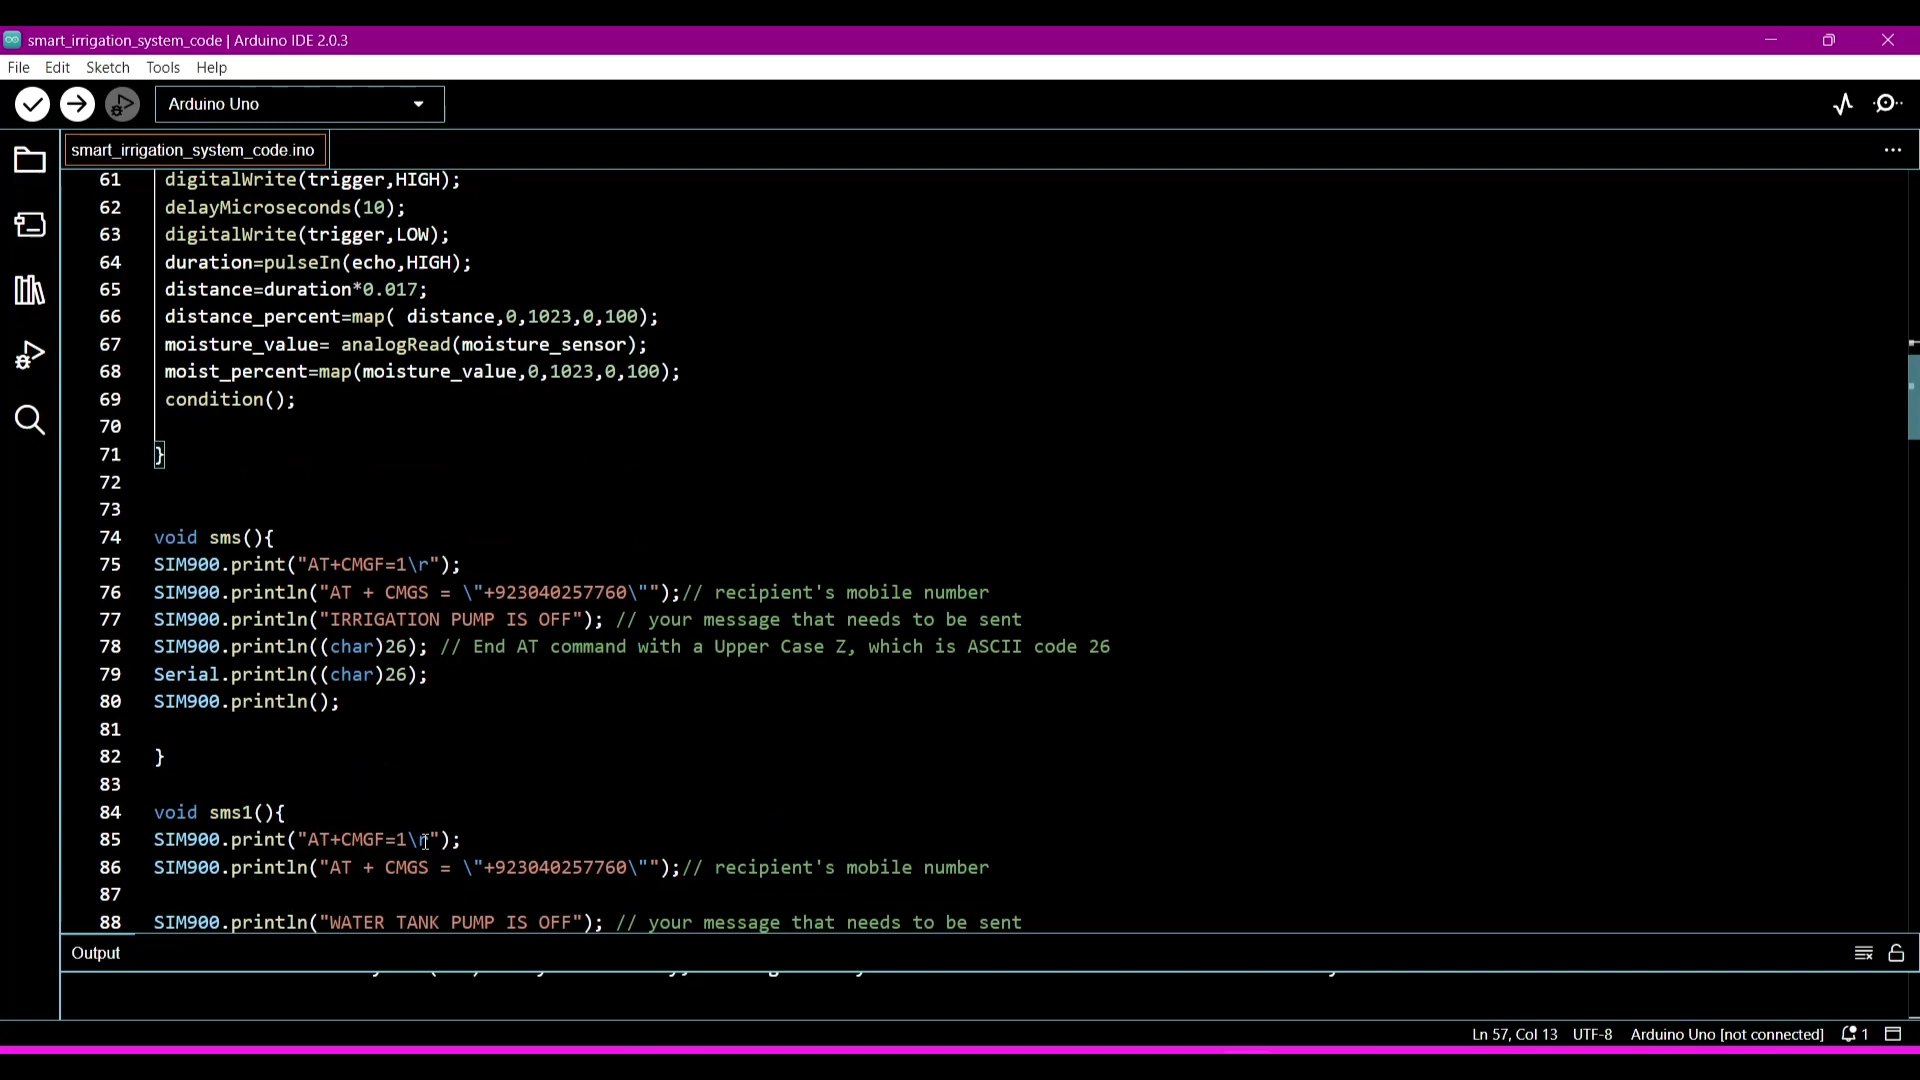 smart_irrigation_system_code | Arduino IDE 2.0.3
File Edit Sketch Tools Help
Arduino Uno
smart_irrigation_system_code.ino
61 digitalWrite(trigger,HIGH);
62 delayMicroseconds(10);
63 digitalWrite(trigger,LOW);
64 duration=pulseIn(echo,HIGH);
65 distance=duration*0.017;
66 distance_percent=map( distance,0,1023,0,100);
67 moisture_value= analogRead(moisture_sensor);
68 moist_percent=map(moisture_value,0,1023,0,100);
69 condition();
70
71 }
72
73
74 void sms(){
75 SIM900.print("AT+CMGF=1\r");
76 SIM900.println("AT + CMGS = \"+923040257760\"");// recipient's mobile number
77 SIM900.println("IRRIGATION PUMP IS OFF"); // your message that needs to be sent
78 SIM900.println((char)26); // End AT command with a Upper Case Z, which is ASCII code 26
79 Serial.println((char)26);
80 SIM900.println();
81
82 }
83
84 void sms1(){
85 SIM900.print("AT+CMGF=1\r");
86 SIM900.println("AT + CMGS = \"+923040257760\"");// recipient's mobile number
87
88 SIM900.println("WATER TANK PUMP IS OFF"); // your message that needs to be sent
Output
Ln 57, Col 13 UTF-8 Arduino Uno [not connected] 1